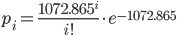 p_i = \frac{1072.865^i}{i!} \cdot e^{-1072.865}